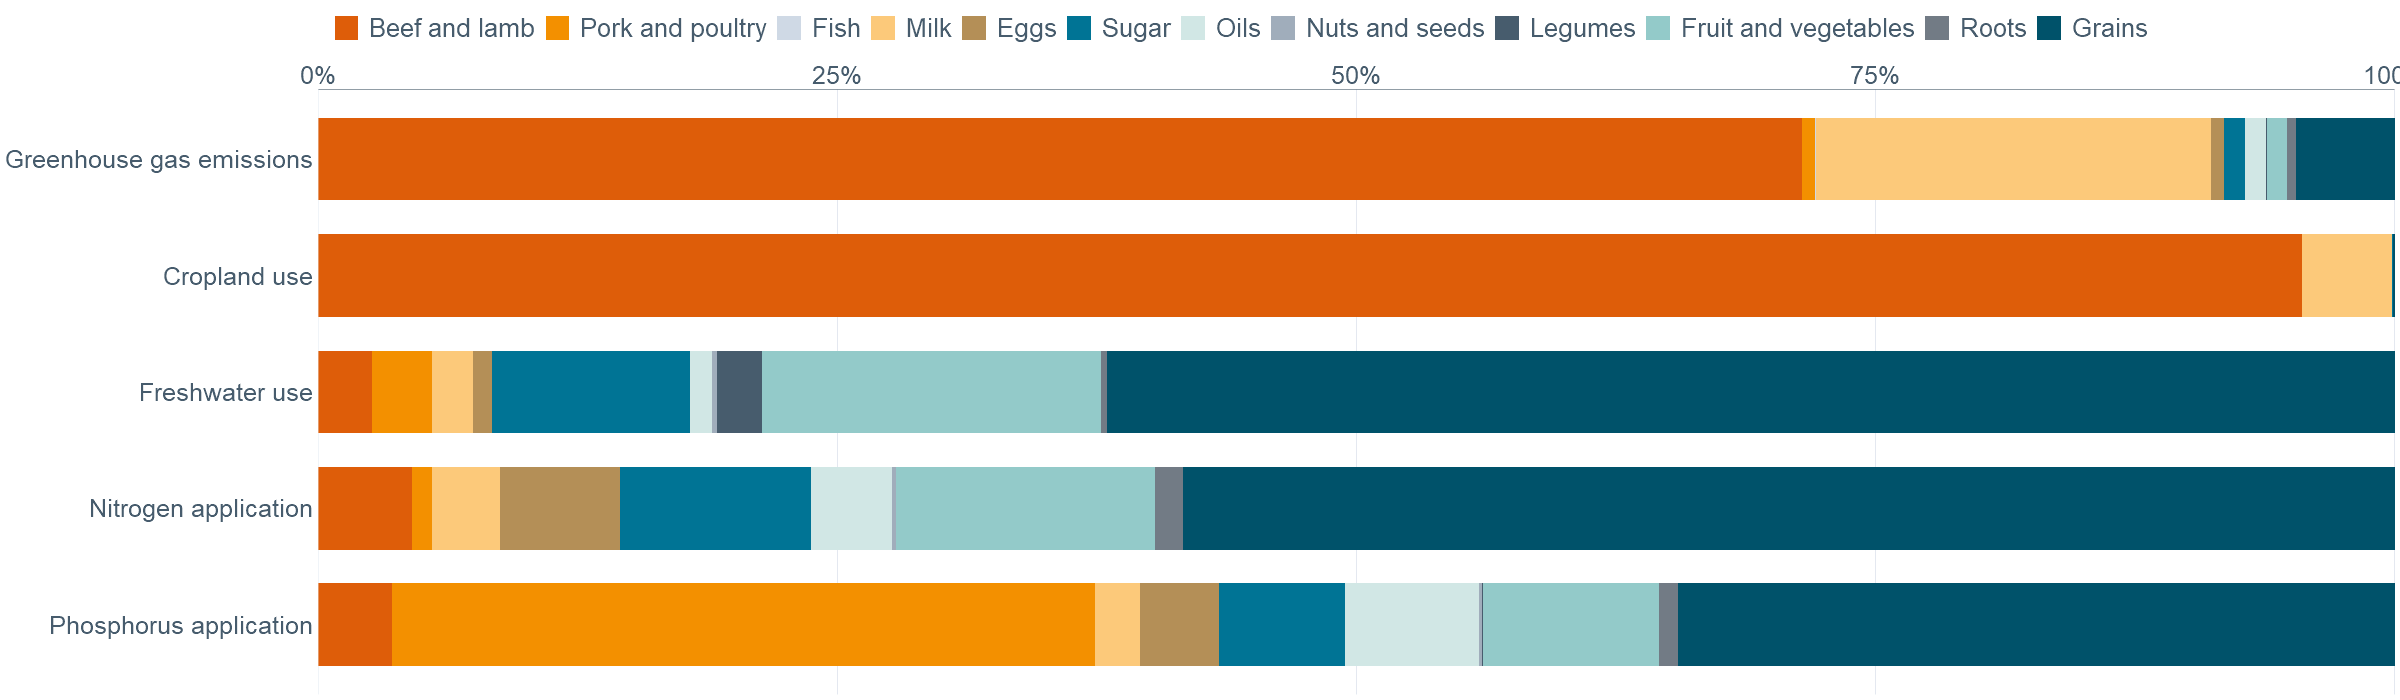 Beef and lamb Pork and poultry Fish Milk Eggs Sugar Oils Nuts and seeds Legumes Fruit and vegetables Roots Grains
0% 25% 50% 75% 100
Greenhouse gas emissions
Cropland use
Freshwater use
Nitrogen application
Phosphorus application